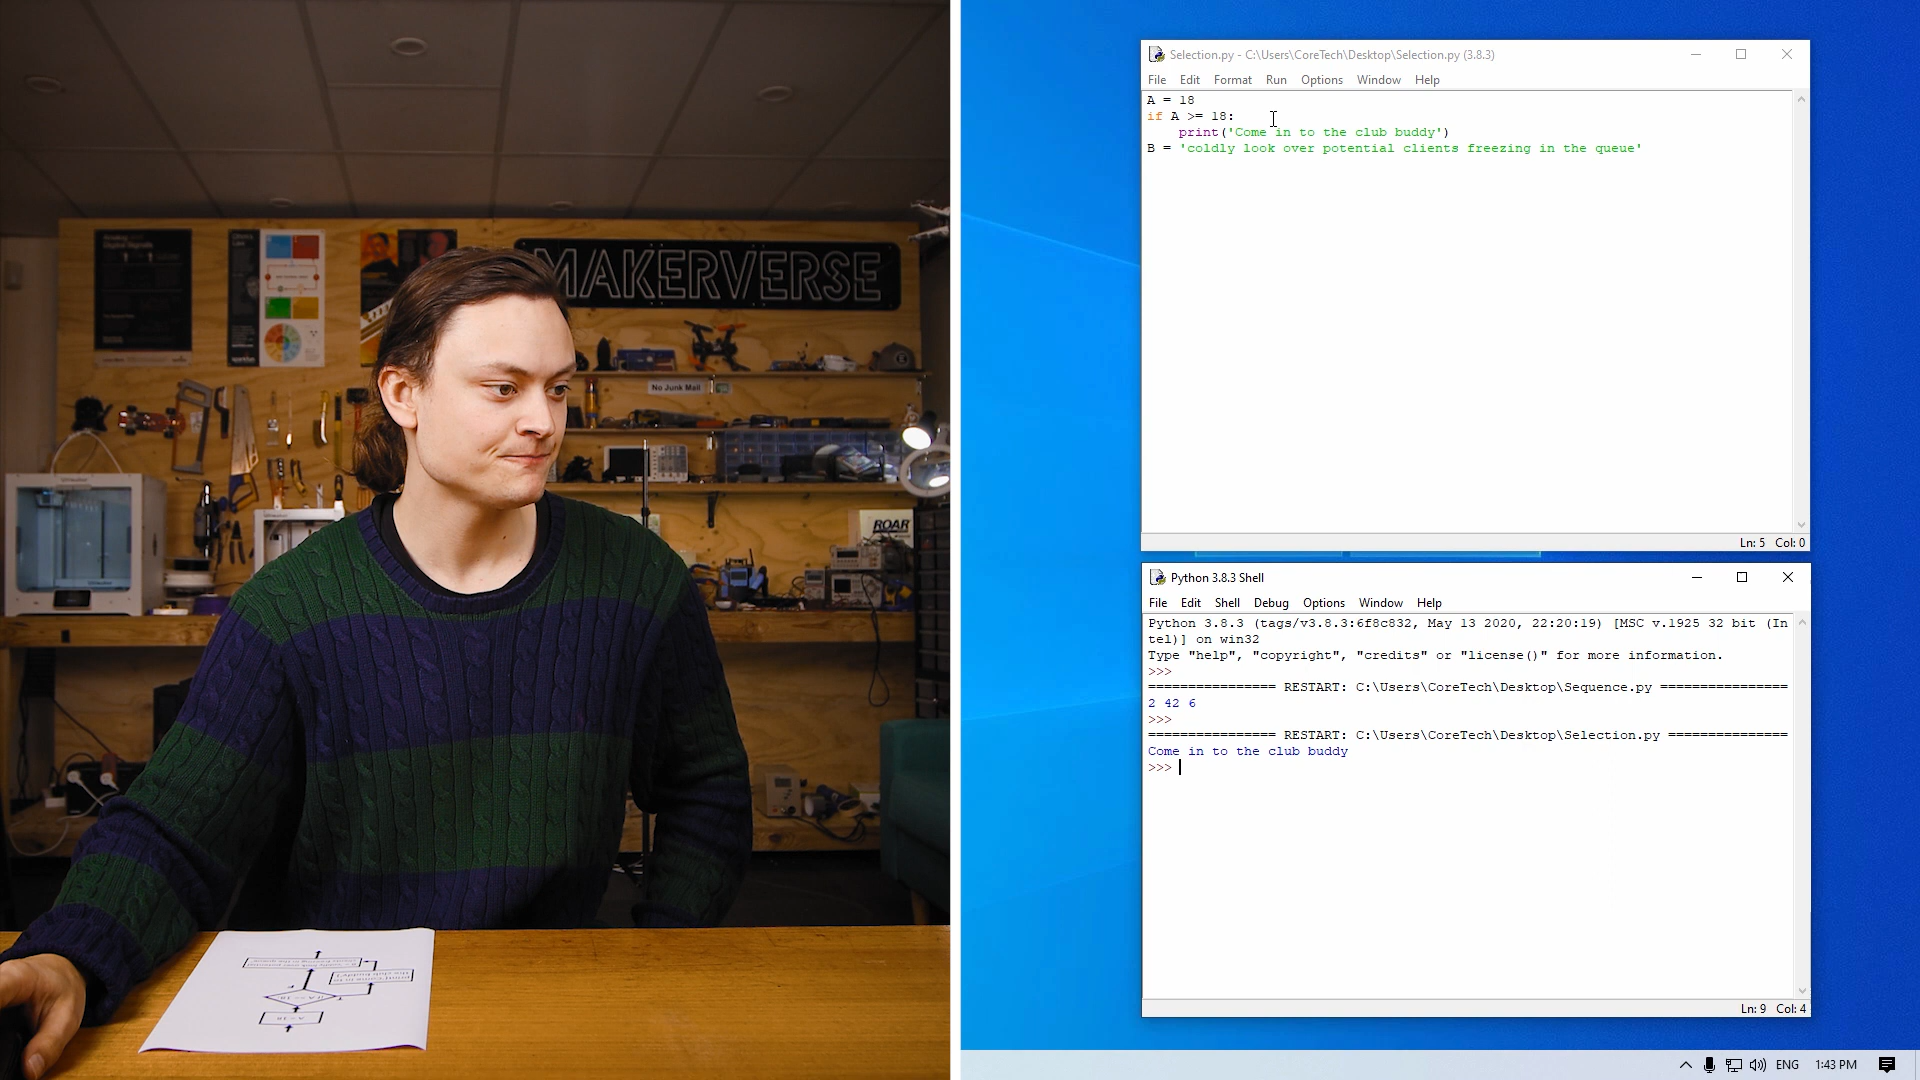 MAKERVERSE
No Junk Mail
ROAR
Selection.py - C:\Users\CoreTech\Desktop\Selection.py (3.8.3)
File Edit Format Run Options Window Help
A = 18
if A >= 18:
    print('Come in to the club buddy')
B = 'coldly look over potential clients freezing in the queue'
Ln: 5 Col: 0
Python 3.8.3 Shell
File Edit Shell Debug Options Window Help
Python 3.8.3 (tags/v3.8.3:6f8c832, May 13 2020, 22:20:19) [MSC v.1925 32 bit (In
tel)] on win32
Type "help", "copyright", "credits" or "license()" for more information.
>>>
================ RESTART: C:\Users\CoreTech\Desktop\Sequence.py ================
2 42 6
>>>
================ RESTART: C:\Users\CoreTech\Desktop\Selection.py ===============
Come in to the club buddy
>>>
Ln: 9 Col: 4
ENG 1:43 PM